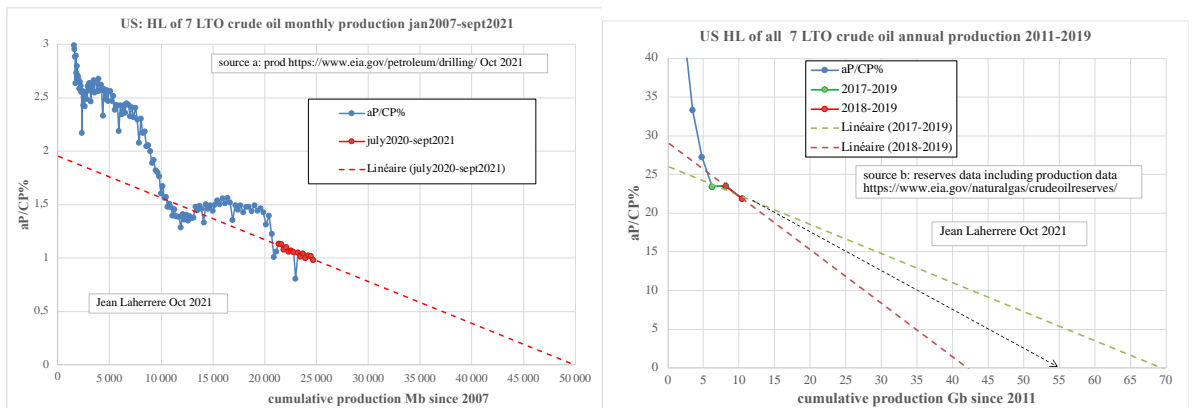 US: HL of 7 LTO crude oil monthly production jan2007-sept2021
3
2,5
2
1,5
1
0,5
0
aP/CP%
source a: prod https://www.eia.gov/petroleum/drilling/ Oct 2021
aP/CP%
july2020-sept2021
Linéaire (july2020-sept2021)
Jean Laherrere Oct 2021
0
5 000
10 000
15 000
20 000
25 000
30 000
35 000
40 000
45 000
50 000
cumulative production Mb since 2007
US HL of all 7 LTO crude oil annual production 2011-2019
40
35
30
25
20
15
10
5
0
aP/CP%
aP/CP%
2017-2019
2018-2019
Linéaire (2017-2019)
Linéaire (2018-2019)
source b: reserves data including production data
https://www.eia.gov/naturalgas/crudeoilreserves/
Jean Laherrere Oct 2021
0
5
10
15
20
25
30
35
40
45
50
55
60
65
70
cumulative production Gb since 2011